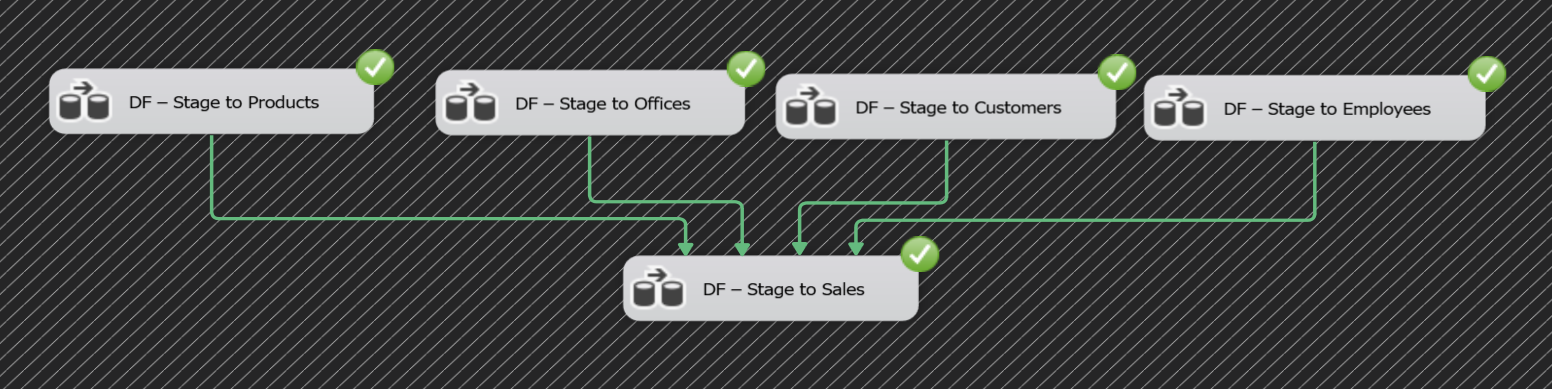 DF – Stage to Products
DF – Stage to Offices
DF – Stage to Customers
DF – Stage to Employees
DF – Stage to Sales